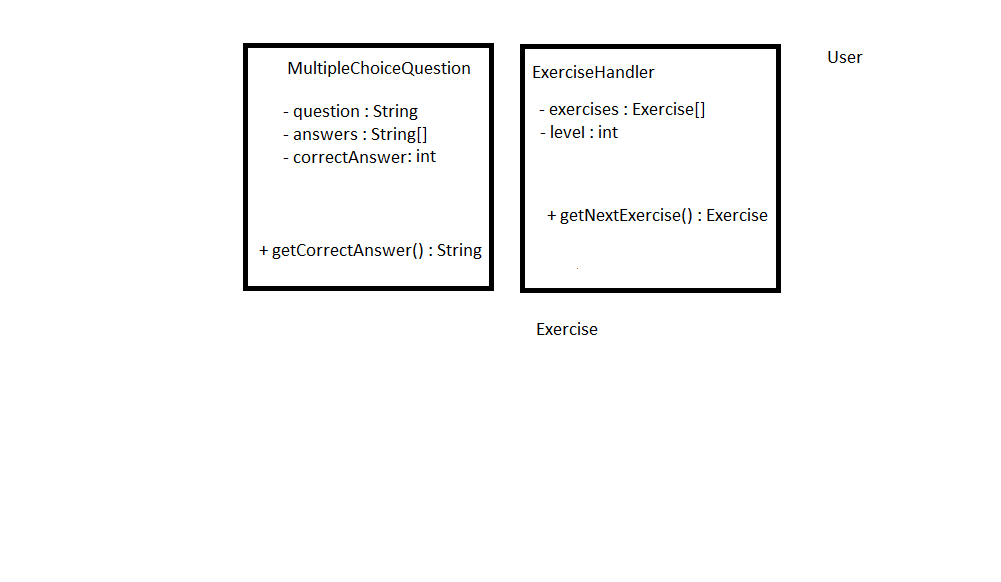 MultipleChoiceQuestion
- question : String
- answers : String[]
- correctAnswer: int
+ getCorrectAnswer() : String
ExerciseHandler
- exercises : Exercise[]
- level : int
+ getNextExercise() : Exercise
User
Exercise